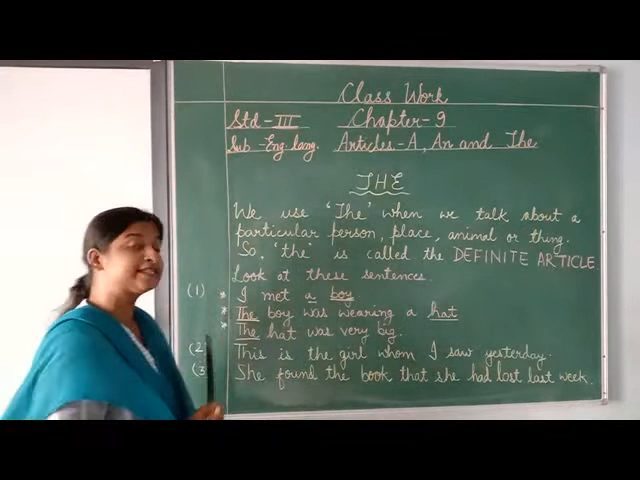 Class Work
Std - III Chapter - 9
Sub - Eng. lang. Articles - A, An and The
THE
We use 'The' when we talk about a
particular person, place, animal or thing.
So, 'the' is called the DEFINITE ARTICLE
Look at these sentences.
(1) * I met a boy
* The boy was wearing a hat
* The hat was very big.
(2) This is the girl whom I saw yesterday.
(3) She found the book that she had lost last week.